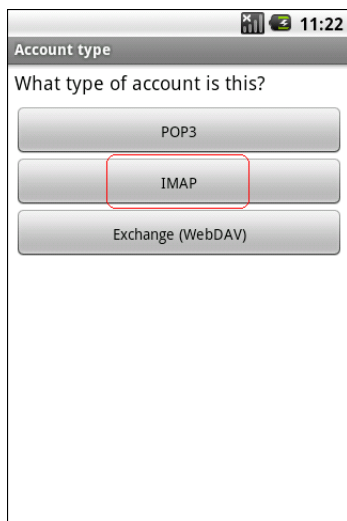 11:22
Account type
What type of account is this?
POP3
IMAP
Exchange (WebDAV)